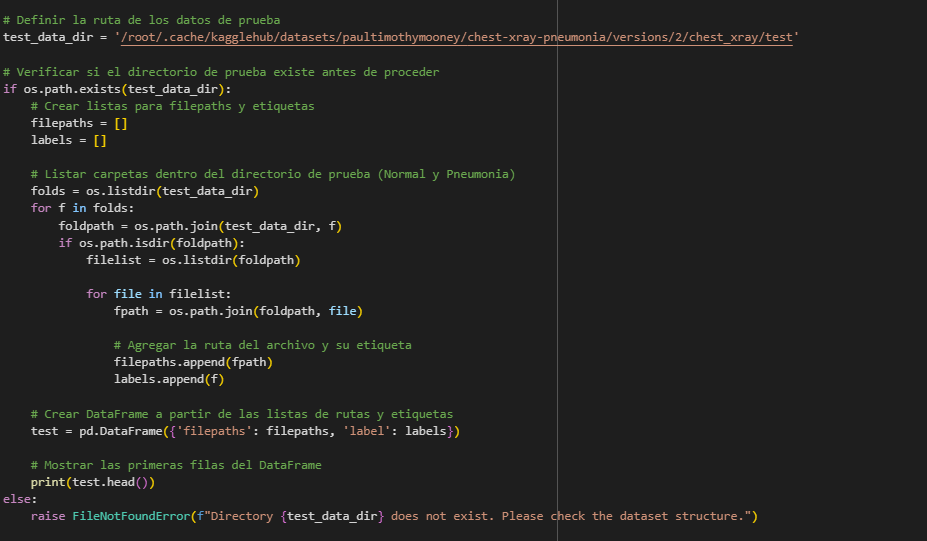 # Definir la ruta de los datos de prueba
test_data_dir = '/root/.cache/kagglehub/datasets/paultimothymooney/chest-xray-pneumonia/versions/2/chest_xray/test'
# Verificar si el directorio de prueba existe antes de proceder
if os.path.exists(test_data_dir):
    # Crear listas para filepaths y etiquetas
    filepaths = []
    labels = []
    # Listar carpetas dentro del directorio de prueba (Normal y Pneumonia)
    folds = os.listdir(test_data_dir)
    for f in folds:
        foldpath = os.path.join(test_data_dir, f)
        if os.path.isdir(foldpath):
            filelist = os.listdir(foldpath)
            for file in filelist:
                fpath = os.path.join(foldpath, file)
                # Agregar la ruta del archivo y su etiqueta
                filepaths.append(fpath)
                labels.append(f)
    # Crear DataFrame a partir de las listas de rutas y etiquetas
    test = pd.DataFrame({'filepaths': filepaths, 'label': labels})
    # Mostrar las primeras filas del DataFrame
    print(test.head())
else:
    raise FileNotFoundError(f"Directory {test_data_dir} does not exist. Please check the dataset structure.")